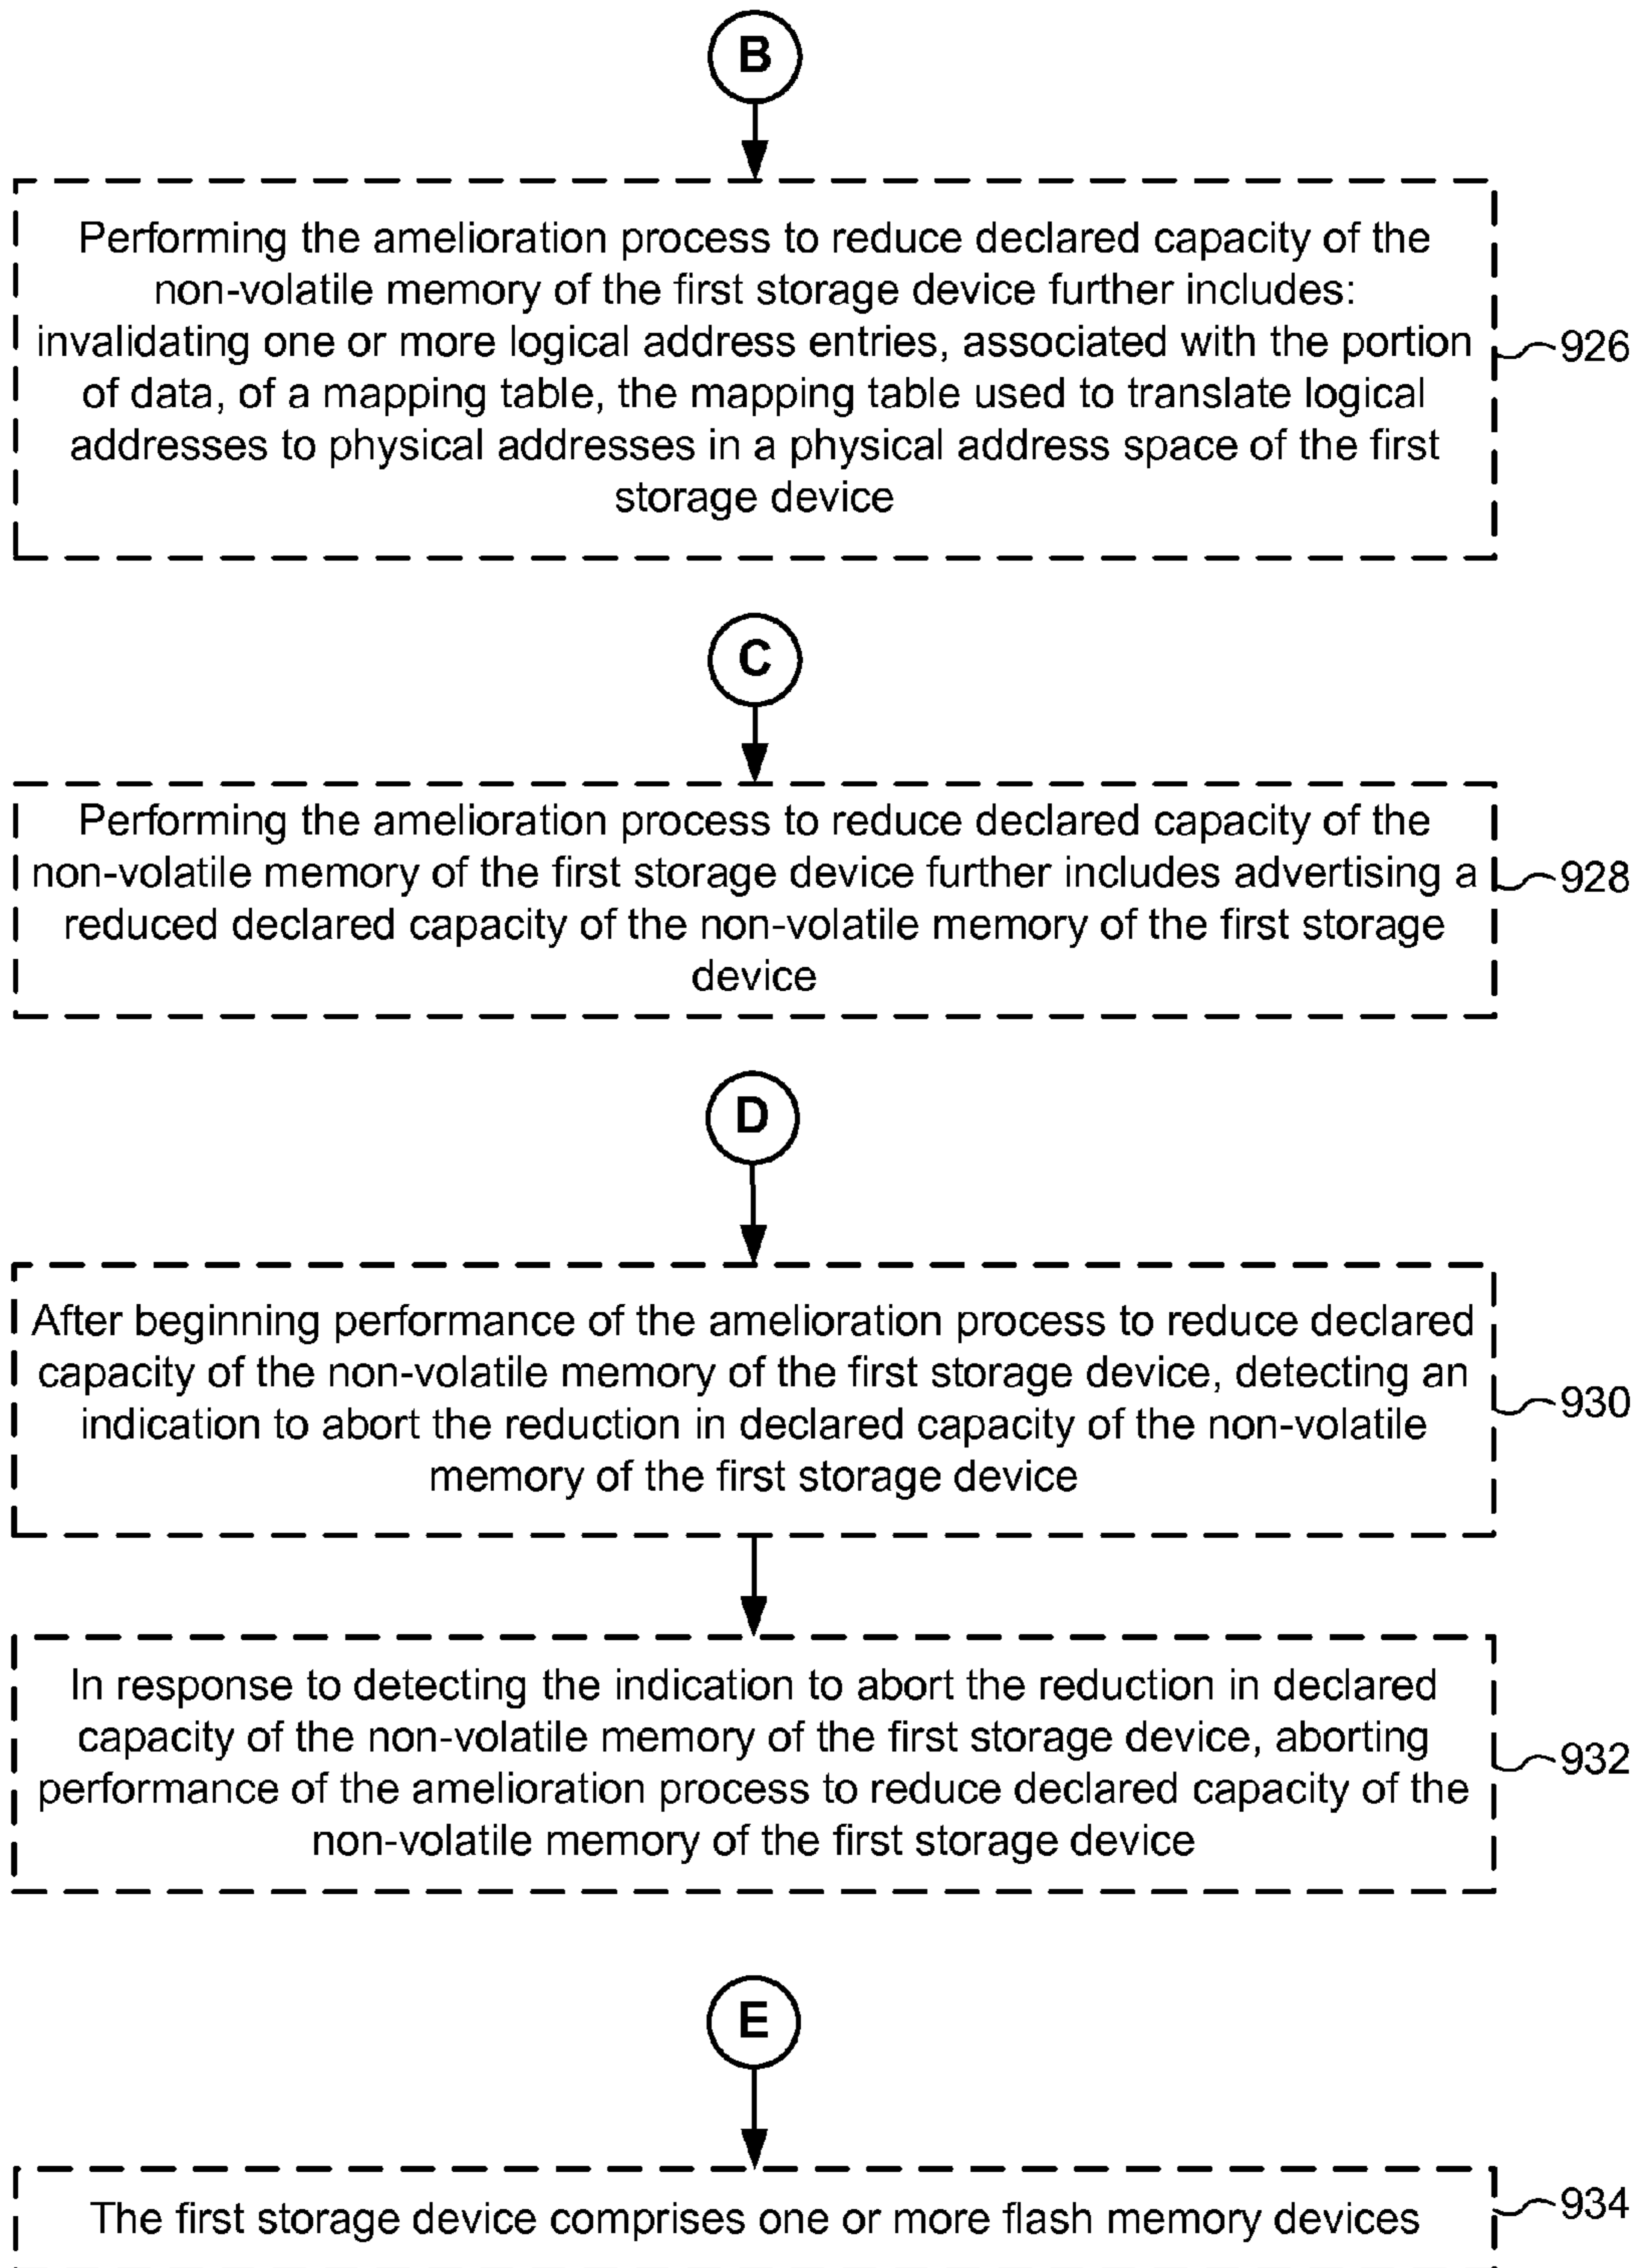 B
Performing the amelioration process to reduce declared capacity of the
non-volatile memory of the first storage device further includes:
invalidating one or more logical address entries, associated with the portion
of data, of a mapping table, the mapping table used to translate logical
addresses to physical addresses in a physical address space of the first
storage device
926
C
Performing the amelioration process to reduce declared capacity of the
non-volatile memory of the first storage device further includes advertising a
reduced declared capacity of the non-volatile memory of the first storage
device
928
D
After beginning performance of the amelioration process to reduce declared
capacity of the non-volatile memory of the first storage device, detecting an
indication to abort the reduction in declared capacity of the non-volatile
memory of the first storage device
930
In response to detecting the indication to abort the reduction in declared
capacity of the non-volatile memory of the first storage device, aborting
performance of the amelioration process to reduce declared capacity of the
non-volatile memory of the first storage device
932
E
The first storage device comprises one or more flash memory devices
934